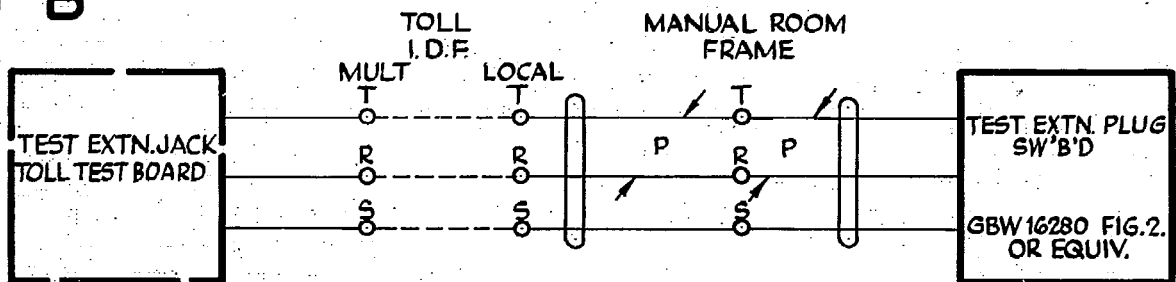 B
TOLL
I.D.F.
MANUAL ROOM
FRAME
MULT LOCAL
T T T
TEST EXTN. JACK
TOLL TEST BOARD
TEST EXTN. PLUG
SW'B'D
R R P R P
S S S
GBW 16280 FIG.2.
OR EQUIV.